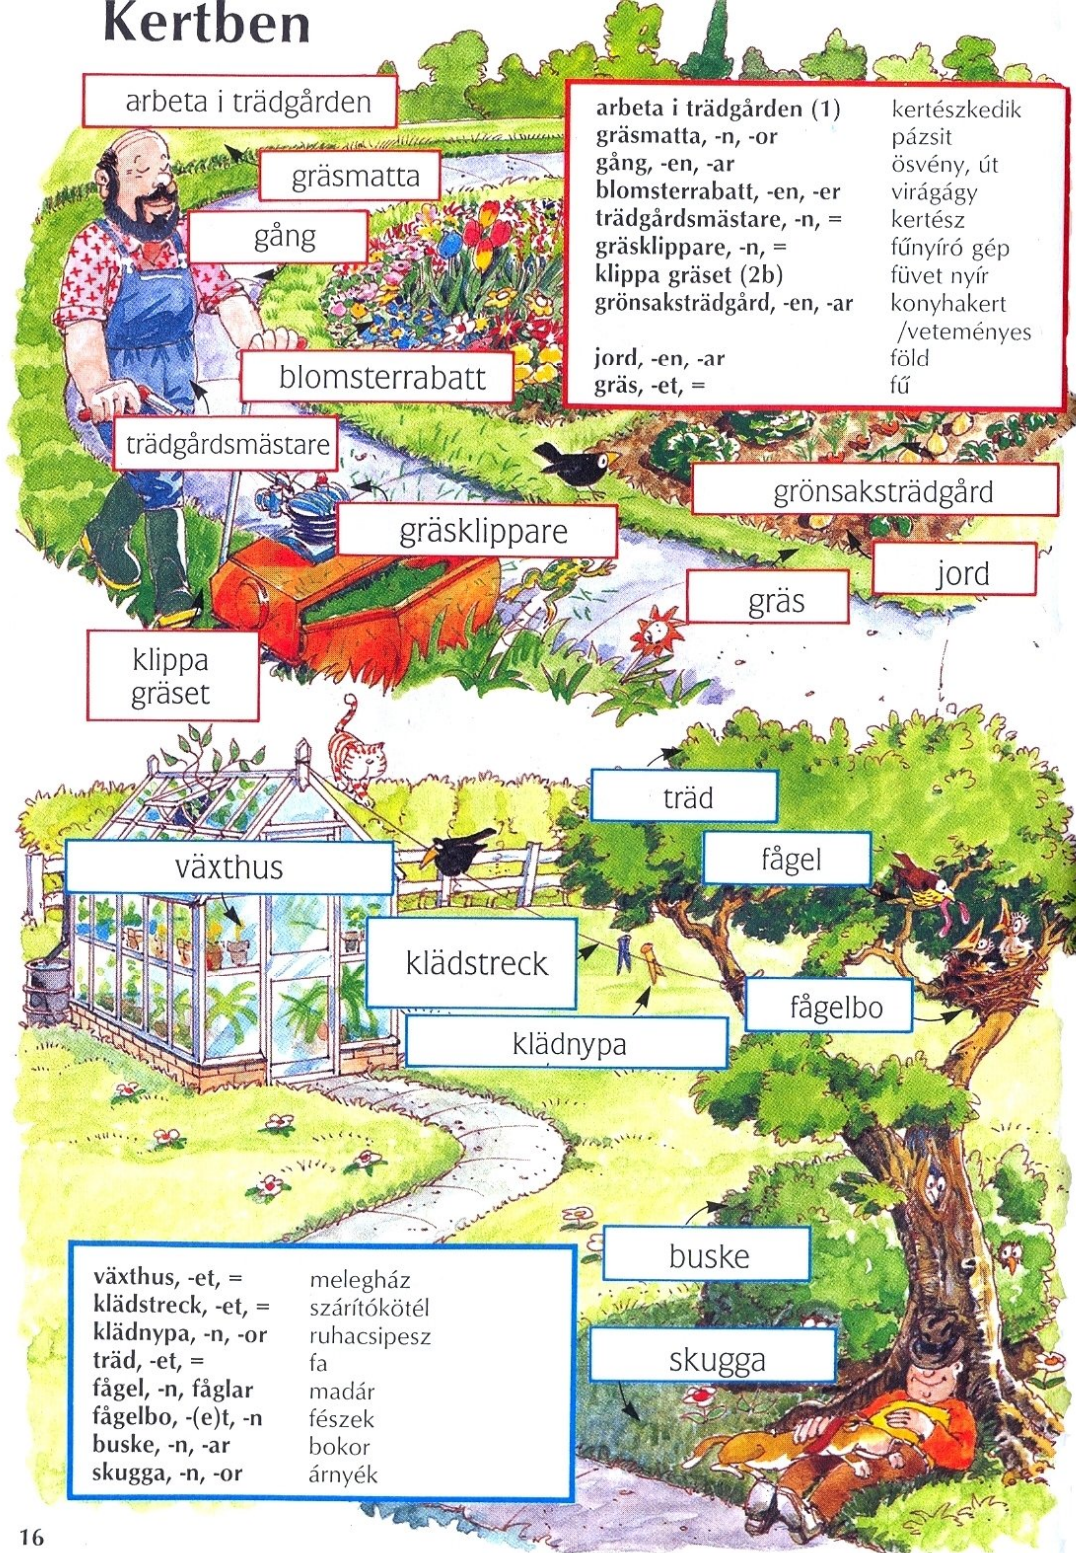 Kertben
arbeta i trädgården
gräsmatta
gång
blomsterrabatt
trädgårdsmästare
gräsklippare
klippa
gräset
arbeta i trädgården (1) kertészkedik
gräsmatta, -n, -or pázsit
gång, -en, -ar ösvény, út
blomsterrabatt, -en, -er virágágy
trädgårdsmästare, -n, = kertész
gräsklippare, -n, = fűnyíró gép
klippa gräset (2b) füvet nyír
grönsaksträdgård, -en, -ar konyhakert
/veteményes
jord, -en, -ar föld
gräs, -et, = fű
grönsaksträdgård
jord
gräs
träd
fågel
växthus
klädstreck
fågelbo
klädnypa
buske
skugga
växthus, -et, = melegház
klädstreck, -et, = szárítókötél
klädnypa, -n, -or ruhacsipesz
träd, -et, = fa
fågel, -n, fåglar madár
fågelbo, -(e)t, -n fészek
buske, -n, -ar bokor
skugga, -n, -or árnyék
16